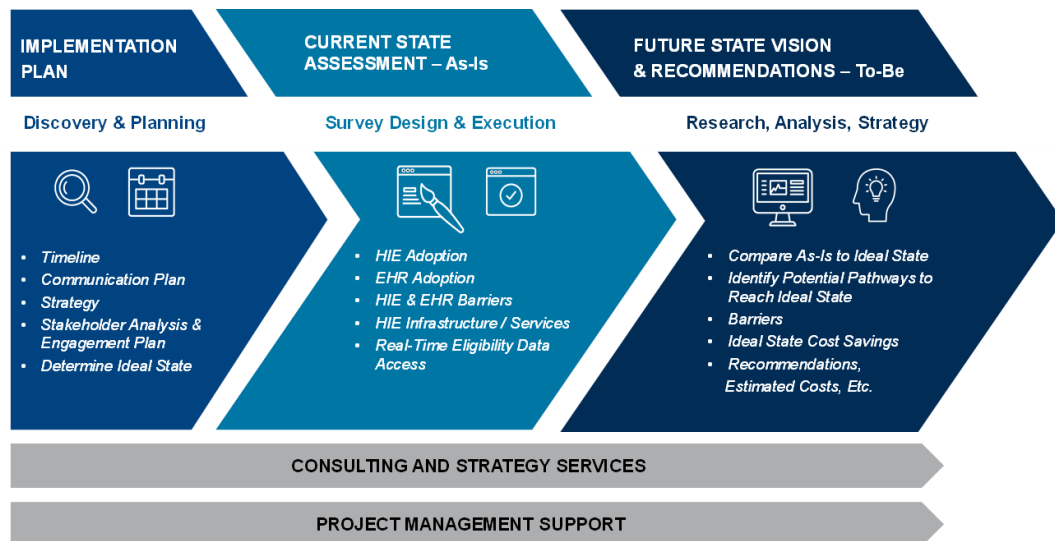 IMPLEMENTATION
PLAN
CURRENT STATE
ASSESSMENT – As-Is
FUTURE STATE VISION
& RECOMMENDATIONS – To-Be
Discovery & Planning
Survey Design & Execution
Research, Analysis, Strategy
• Timeline
• Communication Plan
• Strategy
• Stakeholder Analysis &
Engagement Plan
• Determine Ideal State
• HIE Adoption
• EHR Adoption
• HIE & EHR Barriers
• HIE Infrastructure / Services
• Real-Time Eligibility Data
Access
• Compare As-Is to Ideal State
• Identify Potential Pathways to
Reach Ideal State
• Barriers
• Ideal State Cost Savings
• Recommendations,
Estimated Costs, Etc.
CONSULTING AND STRATEGY SERVICES
PROJECT MANAGEMENT SUPPORT